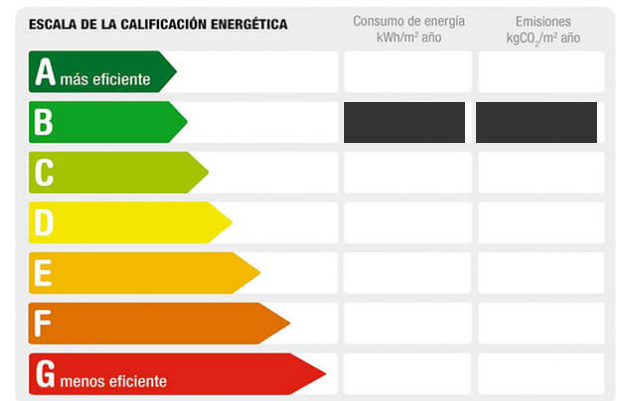 ESCALA DE LA CALIFICACIÓN ENERGÉTICA
Consumo de energía
kWh/m² año
Emisiones
kgCO₂/m² año
A más eficiente
B
C
D
E
F
G menos eficiente